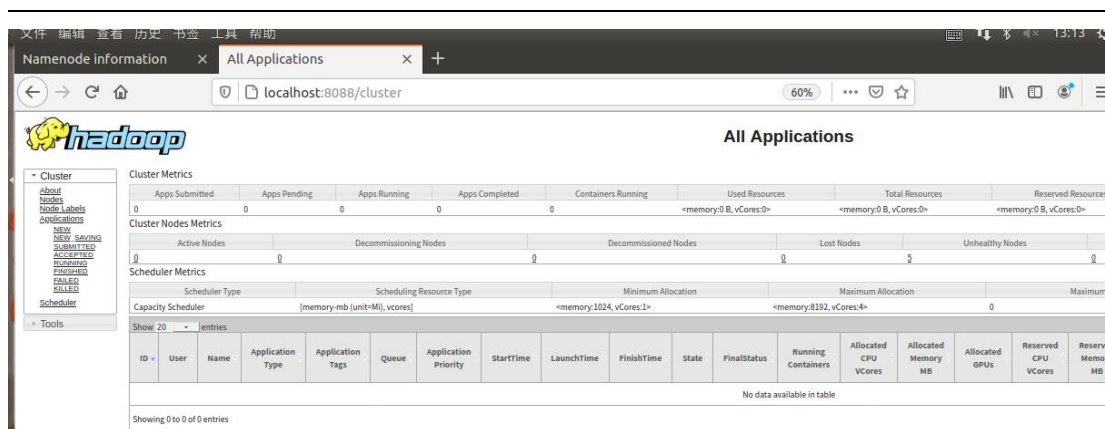 文件 编辑 查看 历史 书签 工具 帮助 13:13
Namenode information × All Applications × +
localhost:8088/cluster 60%
hadoop
All Applications
Cluster
About
Nodes
Node Labels
Applications
NEW
NEW_SAVING
SUBMITTED
ACCEPTED
RUNNING
FINISHED
FAILED
KILLED
Scheduler
Tools
Cluster Metrics
Apps Submitted Apps Pending Apps Running Apps Completed Containers Running Used Resources Total Resources Reserved Resources
0 0 0 0 0 <memory:0 B, vCores:0> <memory:0 B, vCores:0> <memory:0 B, vCores:0>
Cluster Nodes Metrics
Active Nodes Decommissioning Nodes Decommissioned Nodes Lost Nodes Unhealthy Nodes
0 0 0 0 5 0
Scheduler Metrics
Scheduler Type Scheduling Resource Type Minimum Allocation Maximum Allocation Maximum
Capacity Scheduler [memory-mb (unit=Mi), vcores] <memory:1024, vCores:1> <memory:8192, vCores:4> 0
Show 20 entries
ID User Name Application Type Application Tags Queue Application Priority StartTime LaunchTime FinishTime State FinalStatus Running Containers Allocated CPU VCores Allocated Memory MB Allocated GPUs Reserved CPU VCores Reserv Memo MB
No data available in table
Showing 0 to 0 of 0 entries